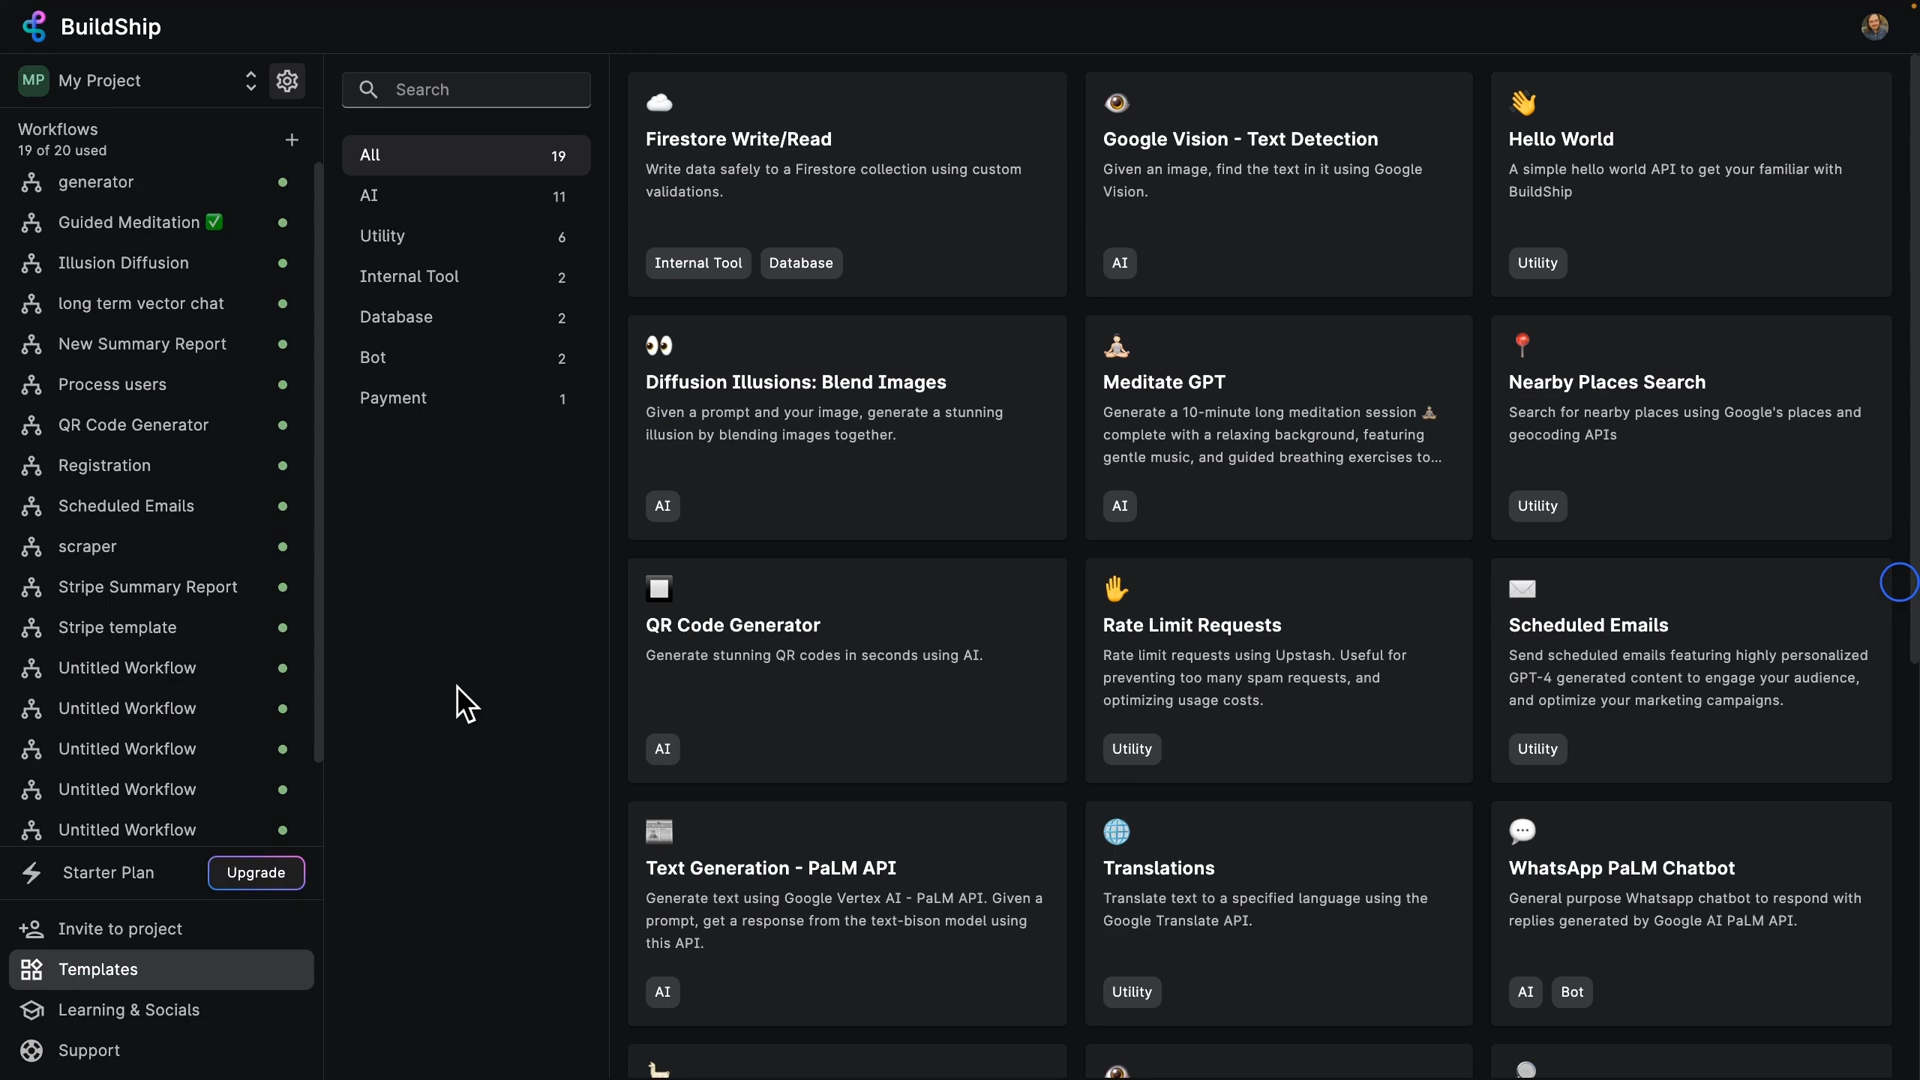 BuildShip
MP My Project
Workflows
19 of 20 used
generator
Guided Meditation ✅
Illusion Diffusion
long term vector chat
New Summary Report
Process users
QR Code Generator
Registration
Scheduled Emails
scraper
Stripe Summary Report
Stripe template
Untitled Workflow
Untitled Workflow
Untitled Workflow
Untitled Workflow
Untitled Workflow
Starter Plan
Upgrade
Invite to project
Templates
Learning & Socials
Support
Search
All 19
AI 11
Utility 6
Internal Tool 2
Database 2
Bot 2
Payment 1
Firestore Write/Read
Write data safely to a Firestore collection using custom
validations.
Internal Tool Database
Google Vision - Text Detection
Given an image, find the text in it using Google
Vision.
AI
Hello World
A simple hello world API to get your familiar with
BuildShip
Utility
Diffusion Illusions: Blend Images
Given a prompt and your image, generate a stunning
illusion by blending images together.
AI
Meditate GPT
Generate a 10-minute long meditation session 🧘
complete with a relaxing background, featuring
gentle music, and guided breathing exercises to...
AI
Nearby Places Search
Search for nearby places using Google's places and
geocoding APIs
Utility
QR Code Generator
Generate stunning QR codes in seconds using AI.
AI
Rate Limit Requests
Rate limit requests using Upstash. Useful for
preventing too many spam requests, and
optimizing usage costs.
Utility
Scheduled Emails
Send scheduled emails featuring highly personalized
GPT-4 generated content to engage your audience,
and optimize your marketing campaigns.
Utility
Text Generation - PaLM API
Generate text using Google Vertex AI - PaLM API. Given a
prompt, get a response from the text-bison model using
this API.
AI
Translations
Translate text to a specified language using the
Google Translate API.
Utility
WhatsApp PaLM Chatbot
General purpose Whatsapp chatbot to respond with
replies generated by Google AI PaLM API.
AI Bot